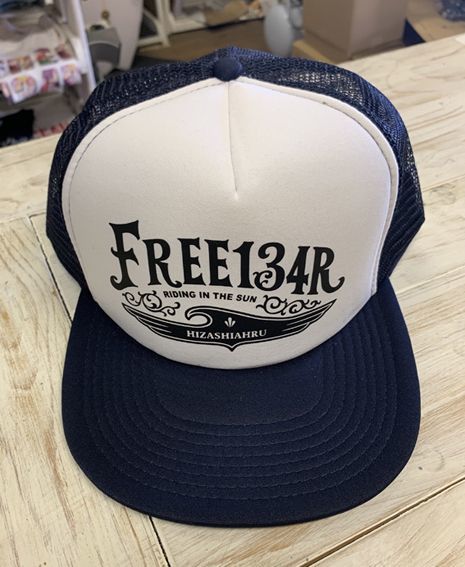 FREE134R
RIDING IN THE SUN
HIZASHIAHRU